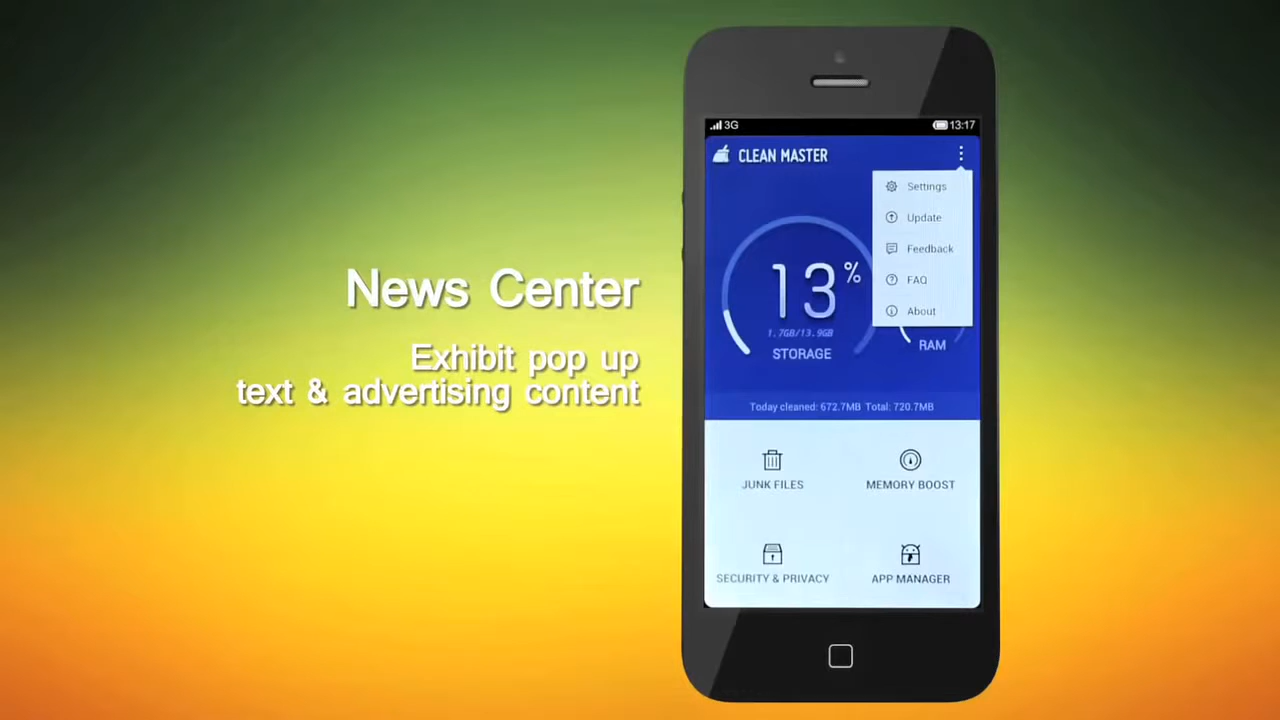 News Center
Exhibit pop up
text & advertising content
3G
13:17
CLEAN MASTER
Settings
Update
Feedback
FAQ
About
13%
1.7GB/13.9GB
STORAGE
RAM
Today cleaned: 672.7MB Total: 720.7MB
JUNK FILES
MEMORY BOOST
SECURITY & PRIVACY
APP MANAGER